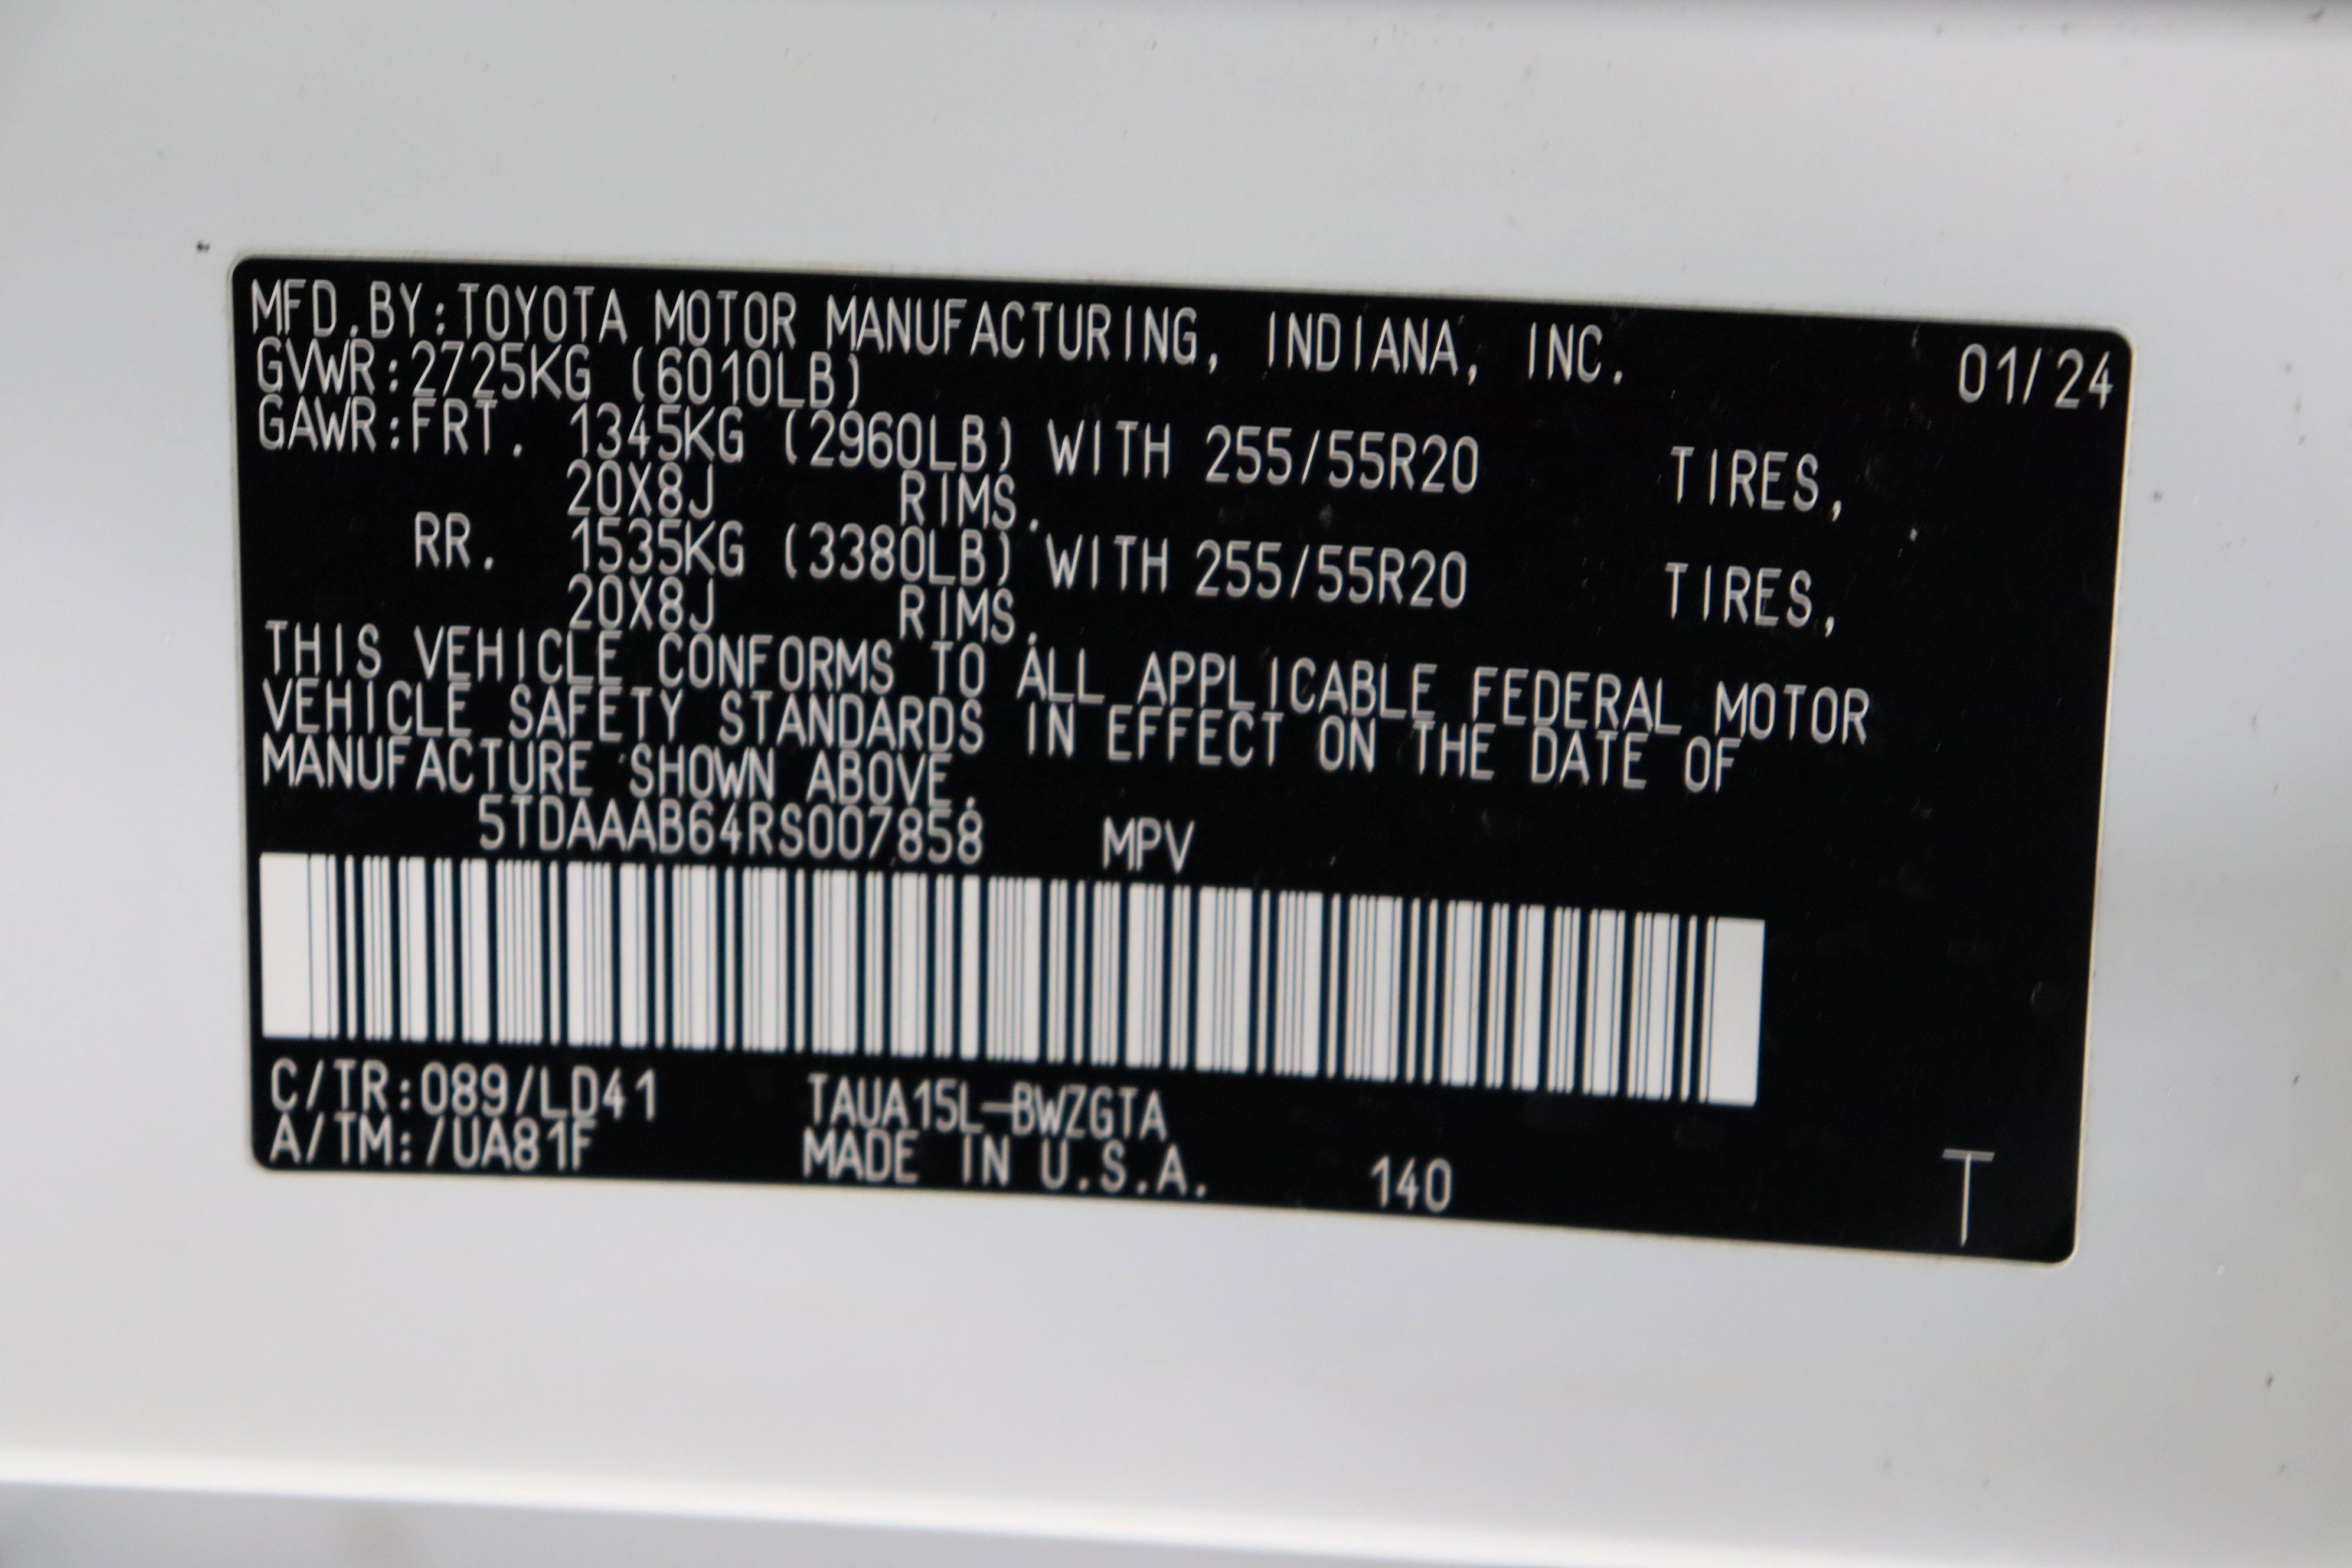 MFD.BY:TOYOTA MOTOR MANUFACTURING, INDIANA, INC. 01/24
GVWR:2725KG (6010LB)
GAWR:FRT. 1345KG (2960LB) WITH 255/55R20 TIRES,
20X8J RIMS.
RR. 1535KG (3380LB) WITH 255/55R20 TIRES,
20X8J RIMS.
THIS VEHICLE CONFORMS TO ALL APPLICABLE FEDERAL MOTOR
VEHICLE SAFETY STANDARDS IN EFFECT ON THE DATE OF
MANUFACTURE SHOWN ABOVE.
5TDAAAB64RS007858 MPV
C/TR:089/LD41 TAUA15L-BWZGTA
A/TM:/UA81F MADE IN U.S.A. 140 T